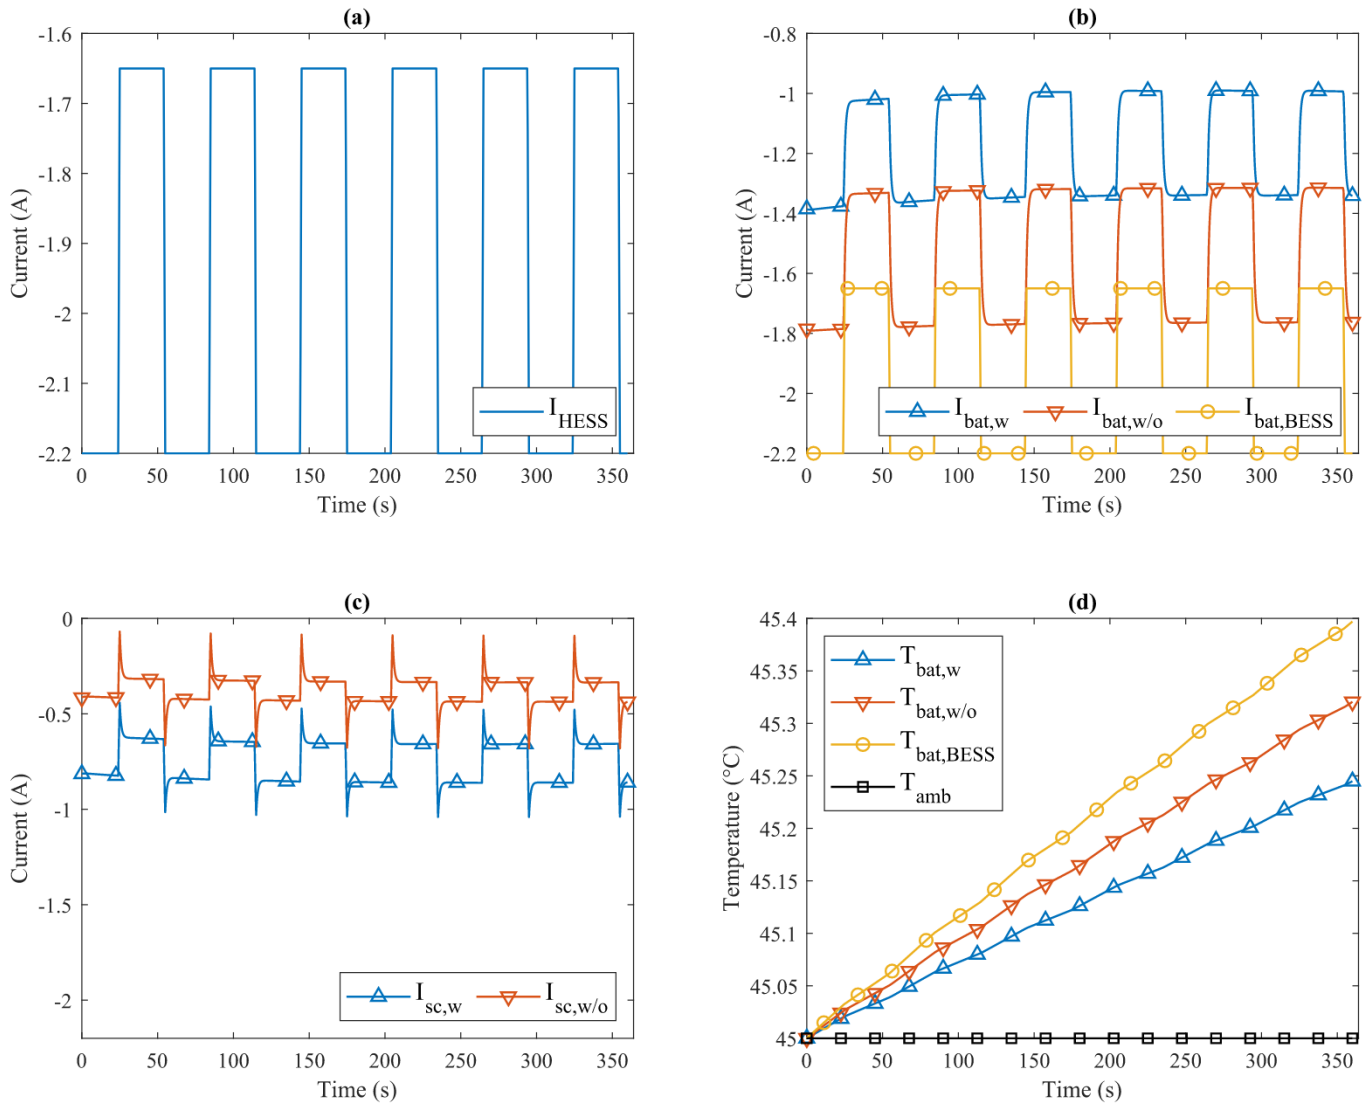 (a)
-1.6
-1.7
-1.8
-1.9
-2
-2.1
-2.2
Current (A)
0 50 100 150 200 250 300 350
Time (s)
I_HESS
(b)
-0.8
-1
-1.2
-1.4
-1.6
-1.8
-2
-2.2
Current (A)
0 50 100 150 200 250 300 350
Time (s)
I_bat,w I_bat,w/o I_bat,BESS
(c)
0
-0.5
-1
-1.5
-2
Current (A)
0 50 100 150 200 250 300 350
Time (s)
I_sc,w I_sc,w/o
(d)
45.4
45.35
45.3
45.25
45.2
45.15
45.1
45.05
45
Temperature (°C)
0 50 100 150 200 250 300 350
Time (s)
T_bat,w
T_bat,w/o
T_bat,BESS
T_amb